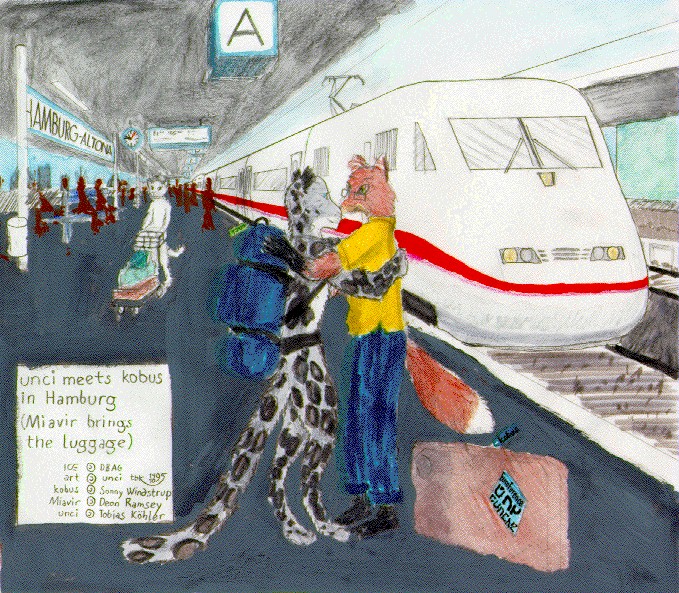 A
HAMBURG-ALTONA
unci meets kobus
in Hamburg
(Miavir brings
the luggage)
ICE © DBAG
art © unci tbk 1995
kobus © Sonny Windstrup
Miavir © Deon Ramsey
unci © Tobias Köhler